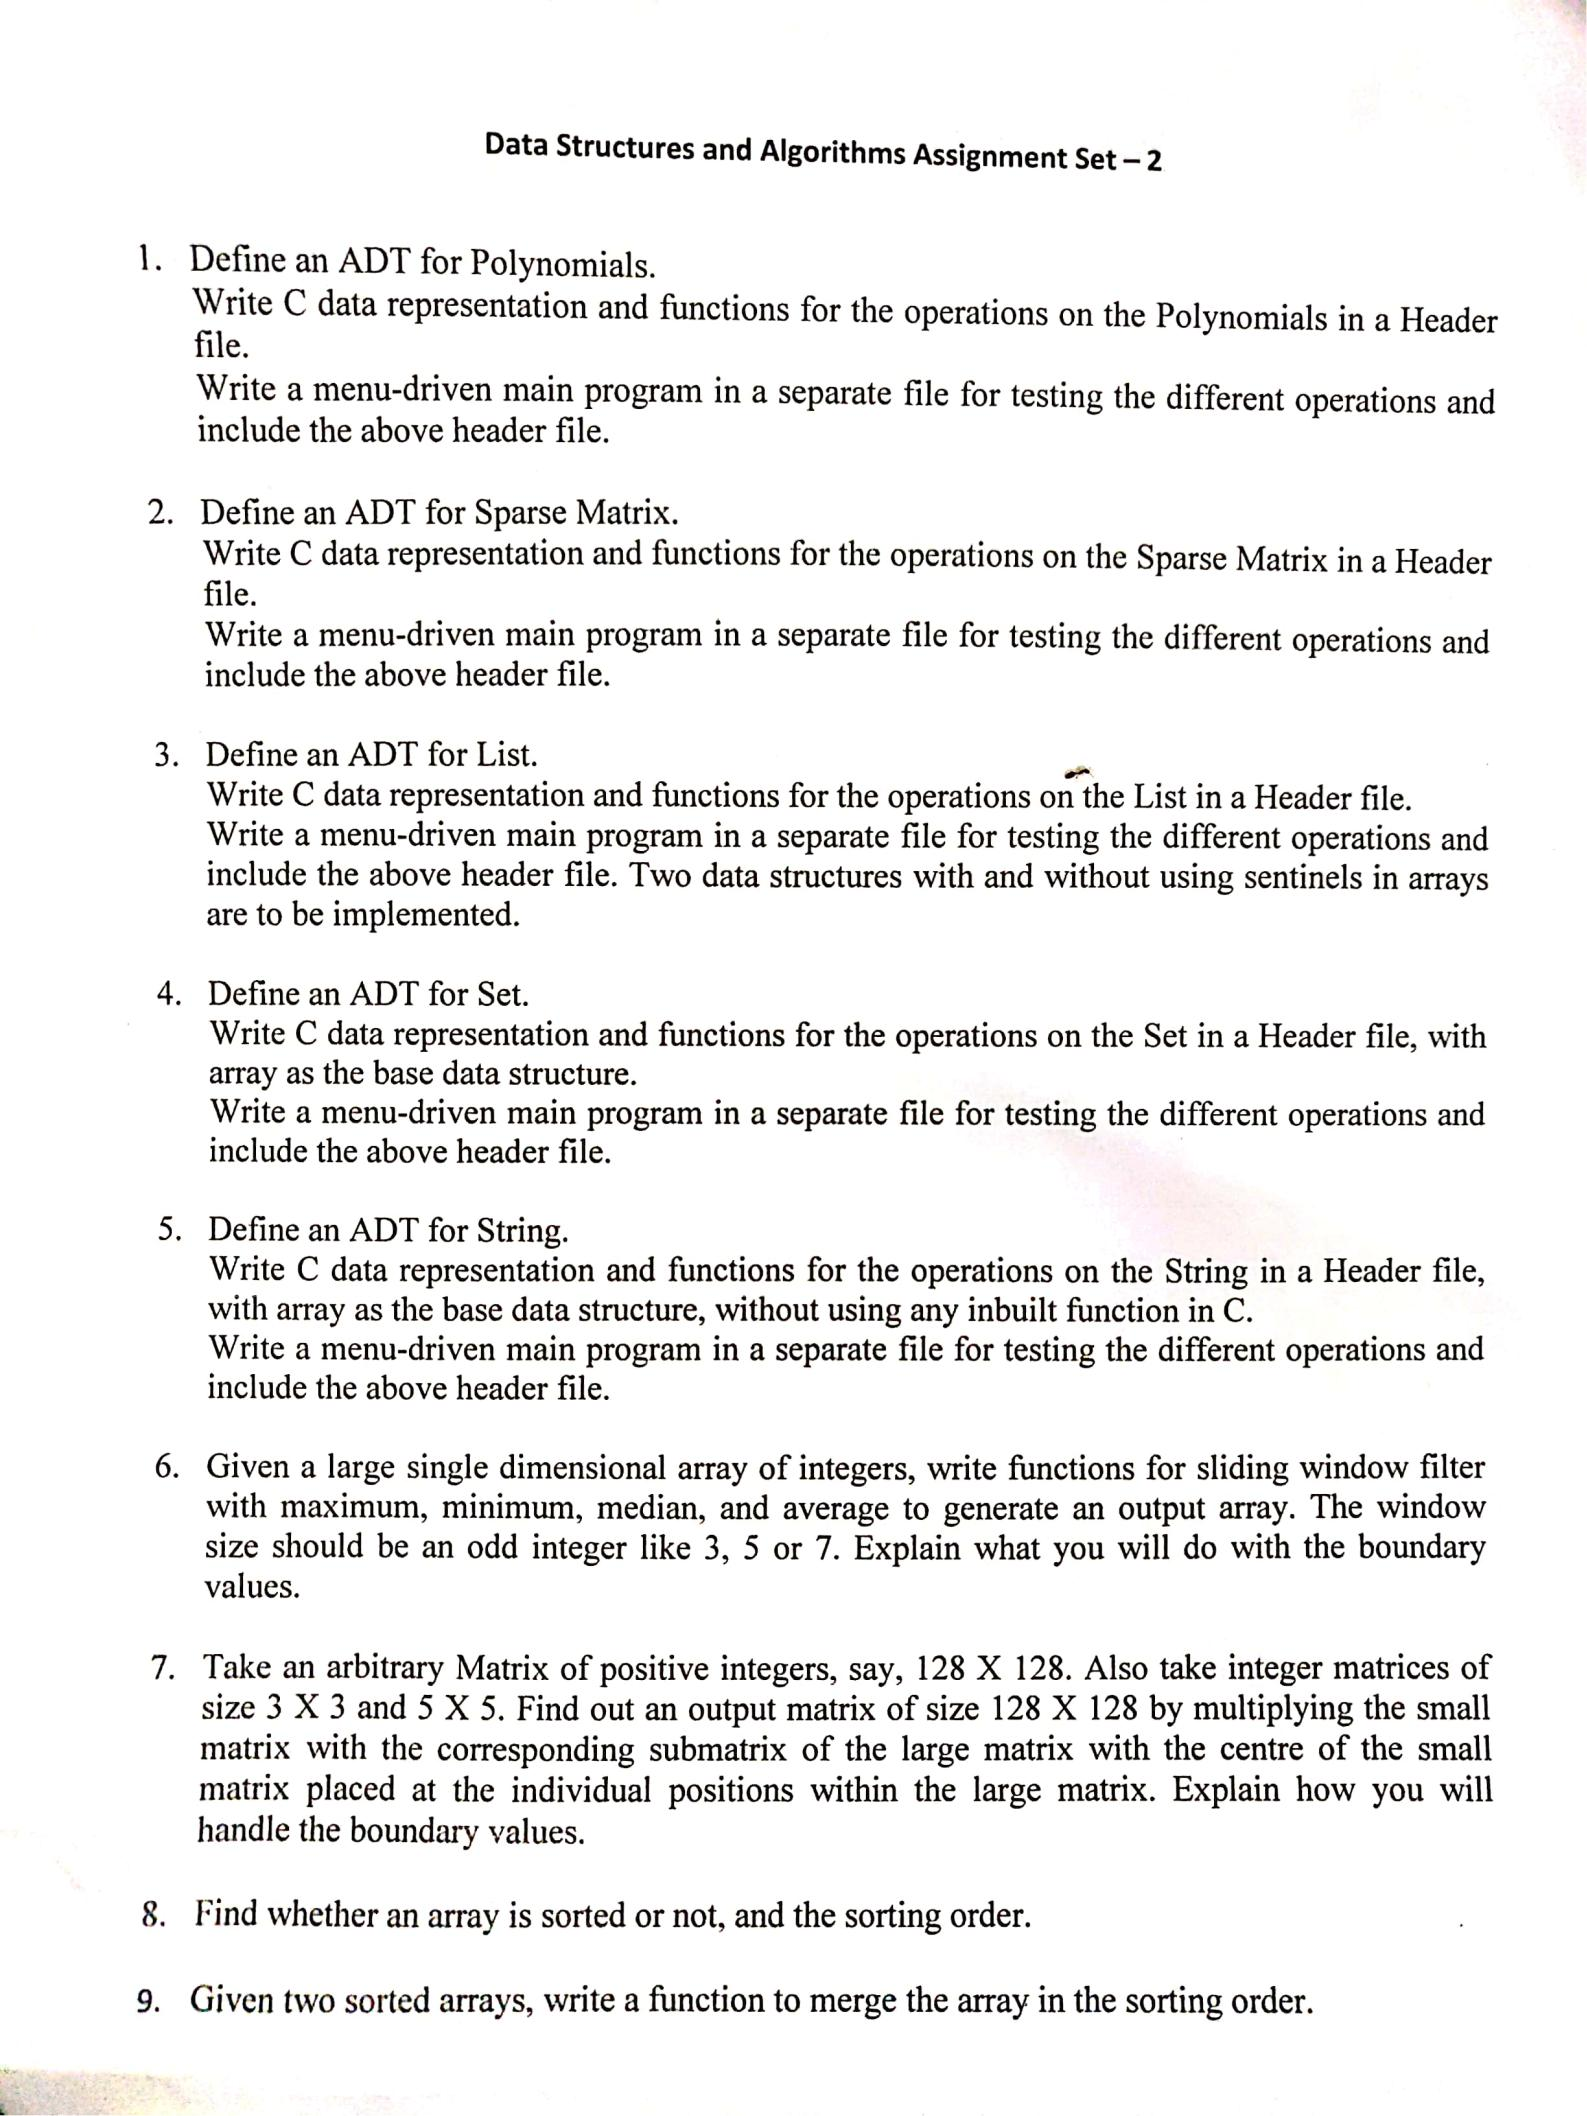 Data Structures and Algorithms Assignment Set – 2
1. Define an ADT for Polynomials.
Write C data representation and functions for the operations on the Polynomials in a Header
file.
Write a menu-driven main program in a separate file for testing the different operations and
include the above header file.
2. Define an ADT for Sparse Matrix.
Write C data representation and functions for the operations on the Sparse Matrix in a Header
file.
Write a menu-driven main program in a separate file for testing the different operations and
include the above header file.
3. Define an ADT for List.
Write C data representation and functions for the operations on the List in a Header file.
Write a menu-driven main program in a separate file for testing the different operations and
include the above header file. Two data structures with and without using sentinels in arrays
are to be implemented.
4. Define an ADT for Set.
Write C data representation and functions for the operations on the Set in a Header file, with
array as the base data structure.
Write a menu-driven main program in a separate file for testing the different operations and
include the above header file.
5. Define an ADT for String.
Write C data representation and functions for the operations on the String in a Header file,
with array as the base data structure, without using any inbuilt function in C.
Write a menu-driven main program in a separate file for testing the different operations and
include the above header file.
6. Given a large single dimensional array of integers, write functions for sliding window filter
with maximum, minimum, median, and average to generate an output array. The window
size should be an odd integer like 3, 5 or 7. Explain what you will do with the boundary
values.
7. Take an arbitrary Matrix of positive integers, say, 128 X 128. Also take integer matrices of
size 3 X 3 and 5 X 5. Find out an output matrix of size 128 X 128 by multiplying the small
matrix with the corresponding submatrix of the large matrix with the centre of the small
matrix placed at the individual positions within the large matrix. Explain how you will
handle the boundary values.
8. Find whether an array is sorted or not, and the sorting order.
9. Given two sorted arrays, write a function to merge the array in the sorting order.